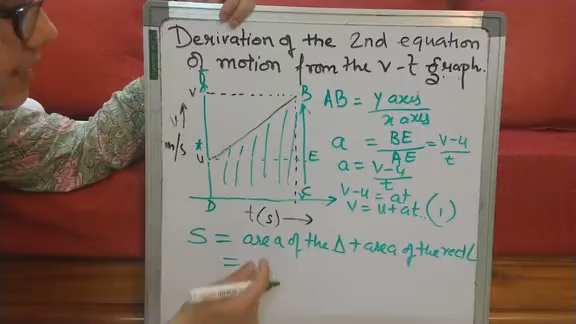 Derivation of the 2nd equation
of motion from the v-t graph.
V
B
AB = y axis / x axis
v
m/s
a = BE / AE = v-u / t
u
E
a = v-u / t
v-u = at
v = u+at. (1)
D
C
t(s) →
S = area of the Δ + area of the rect
=